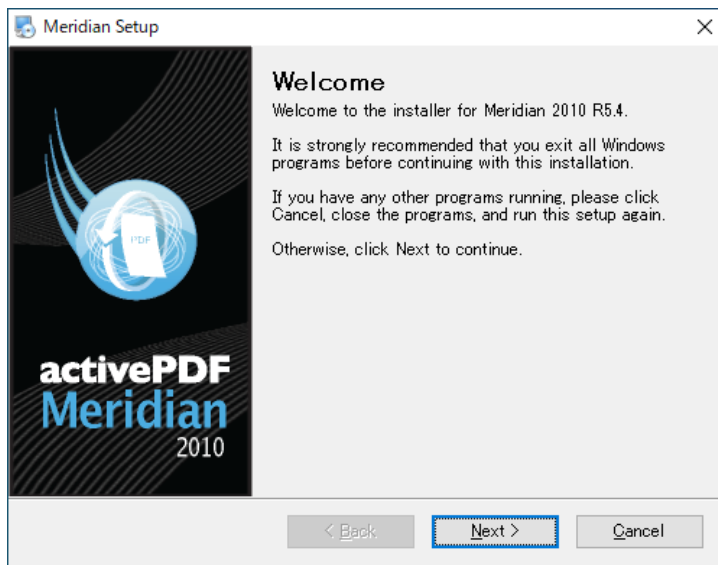 Meridian Setup
Welcome
Welcome to the installer for Meridian 2010 R5.4.
It is strongly recommended that you exit all Windows
programs before continuing with this installation.
If you have any other programs running, please click
Cancel, close the programs, and run this setup again.
Otherwise, click Next to continue.
PDF
activePDF
Meridian
2010
< Back
Next >
Cancel